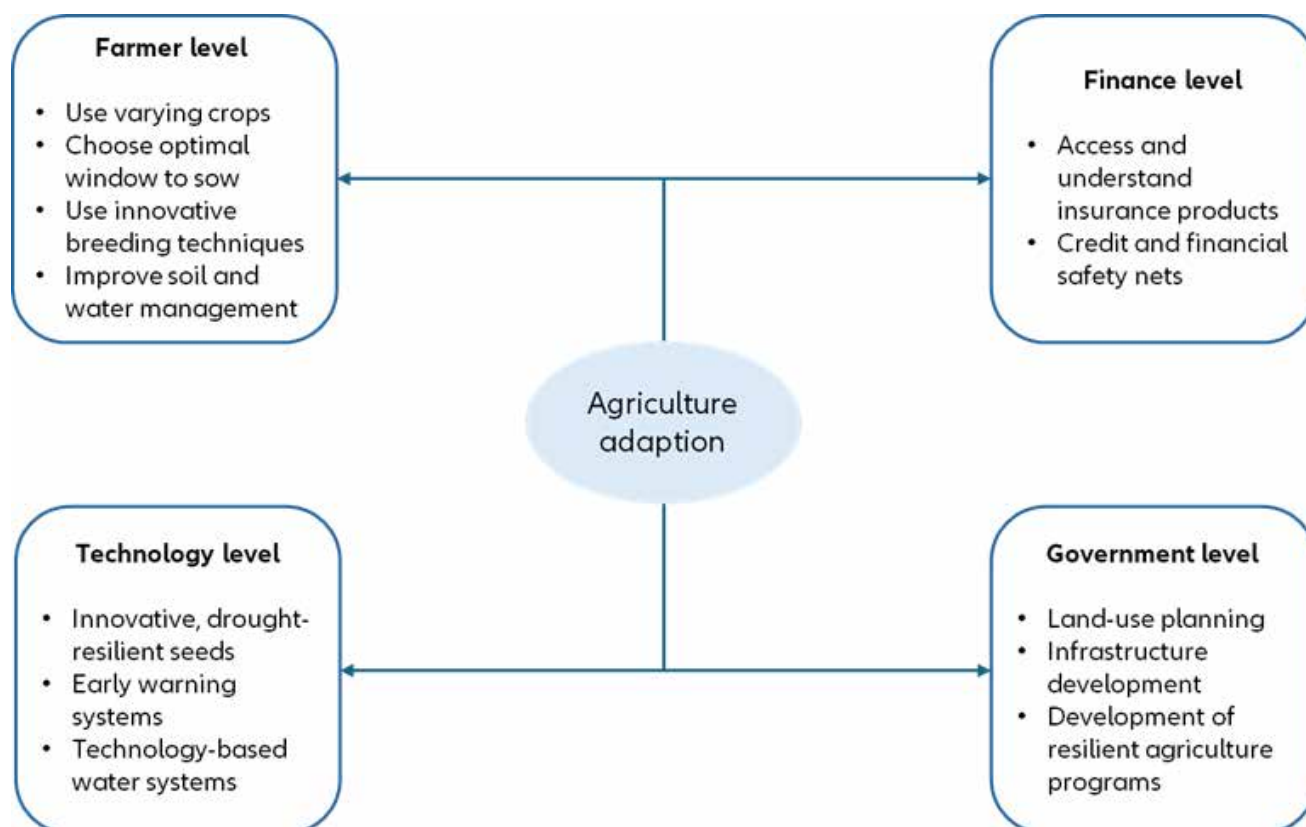 Farmer level
• Use varying crops
• Choose optimal
window to sow
• Use innovative
breeding techniques
• Improve soil and
water management
Finance level
• Access and
understand
insurance products
• Credit and financial
safety nets
Agriculture
adaption
Technology level
• Innovative, drought-
resilient seeds
• Early warning
systems
• Technology-based
water systems
Government level
• Land-use planning
• Infrastructure
development
• Development of
resilient agriculture
programs